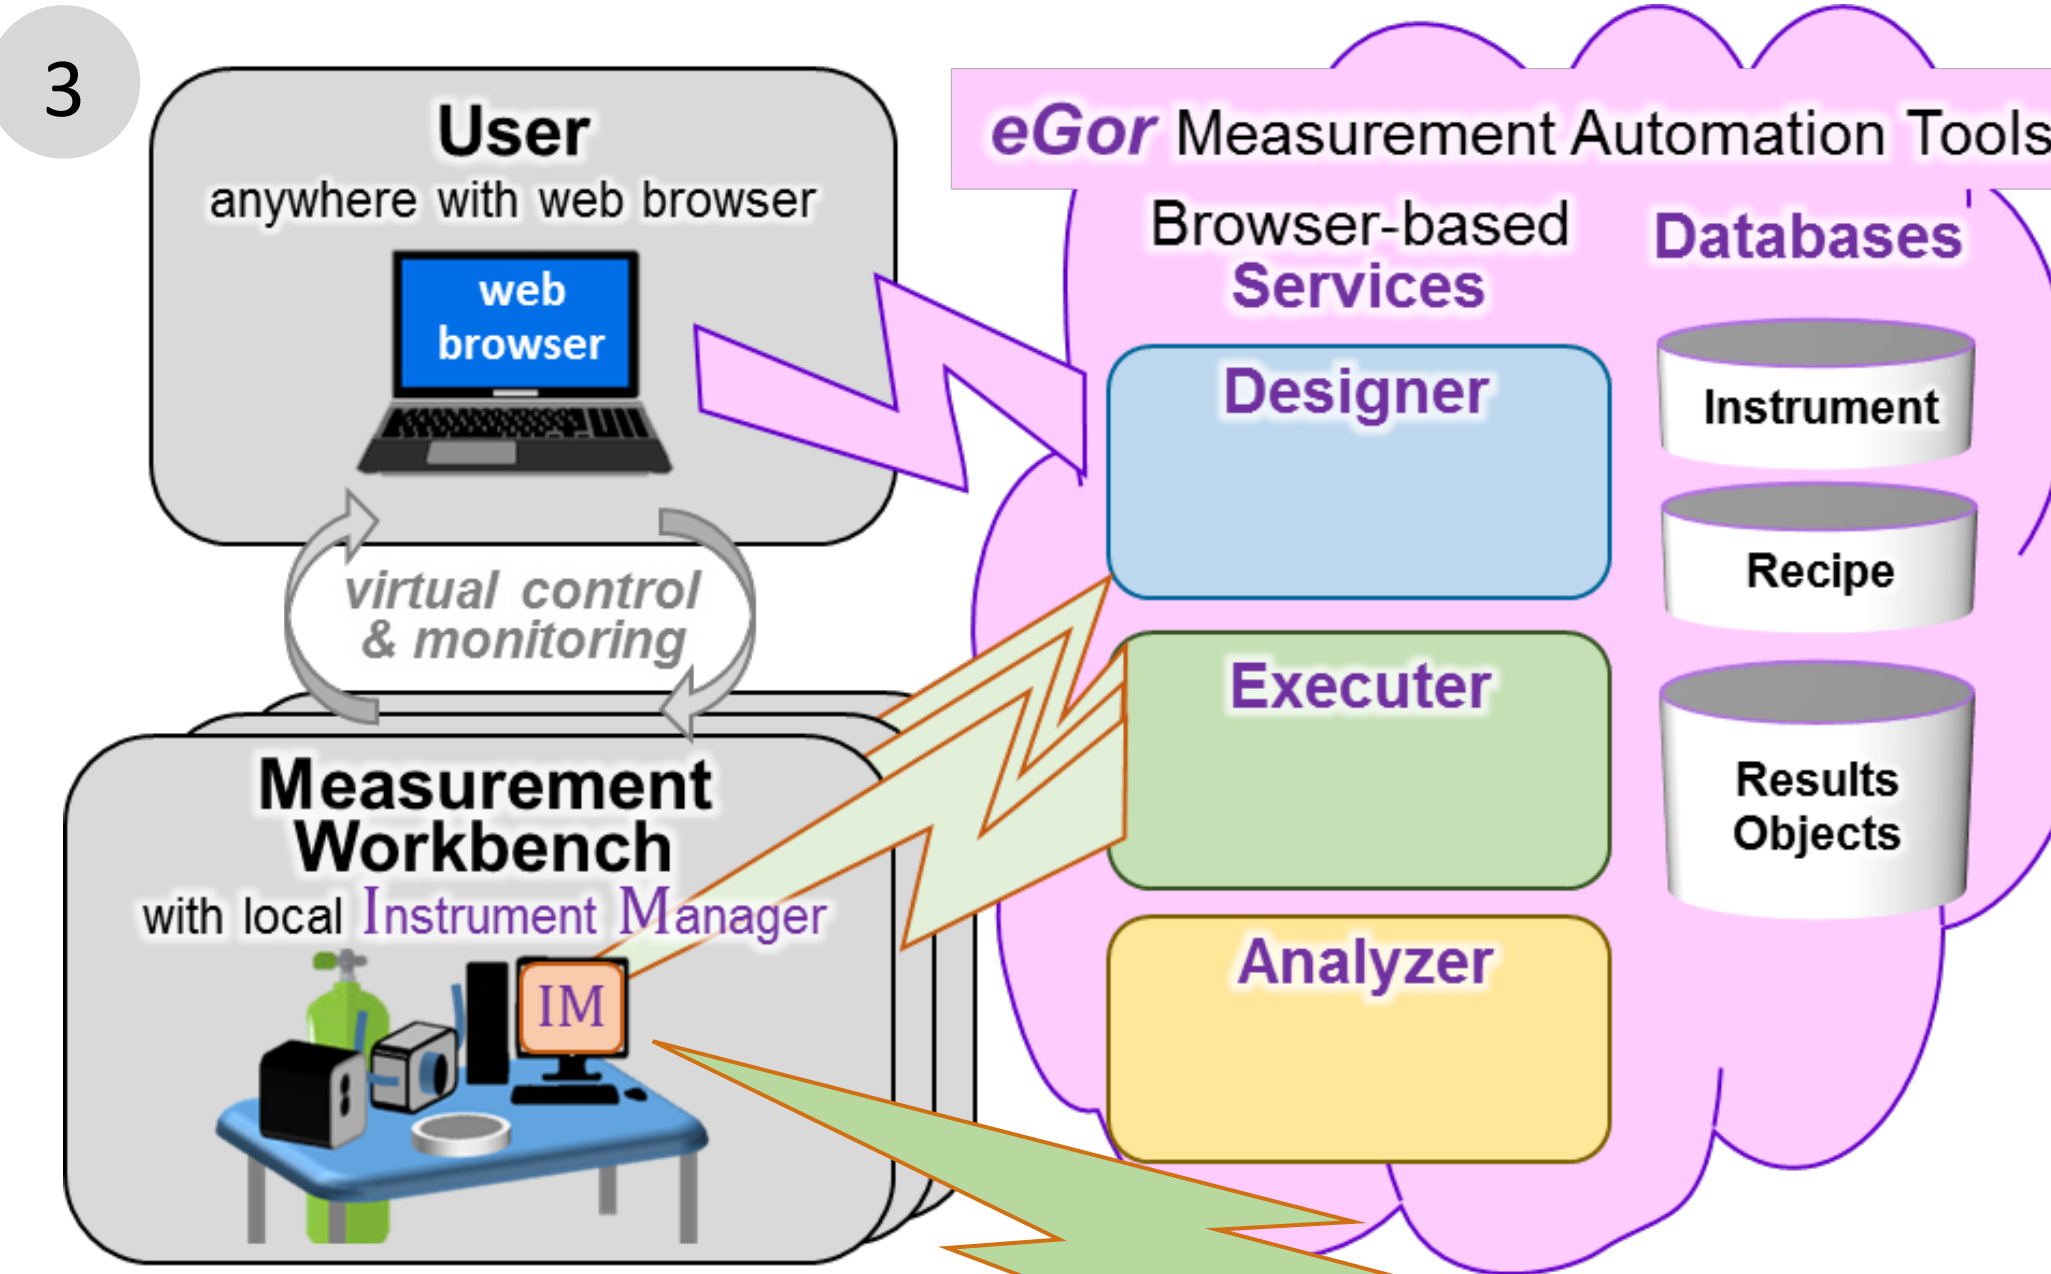 3
User
anywhere with web browser
web
browser
virtual control
& monitoring
Measurement
Workbench
with local Instrument Manager
IM
eGor Measurement Automation Tools
Browser-based
Services
Designer
Executer
Analyzer
Databases
Instrument
Recipe
Results
Objects